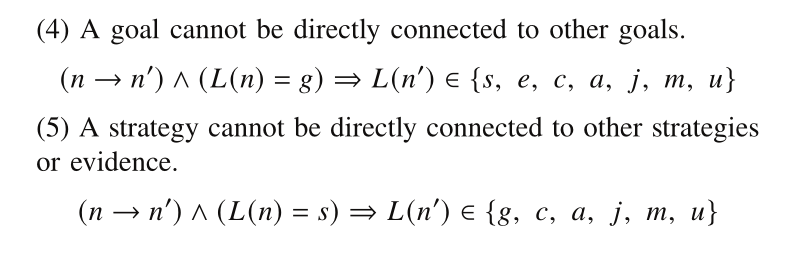 (4) A goal cannot be directly connected to other goals.
(n → n′) ∧ (L(n) = g) ⇒ L(n′) ∈ {s, e, c, a, j, m, u}
(5) A strategy cannot be directly connected to other strategies
or evidence.
(n → n′) ∧ (L(n) = s) ⇒ L(n′) ∈ {g, c, a, j, m, u}